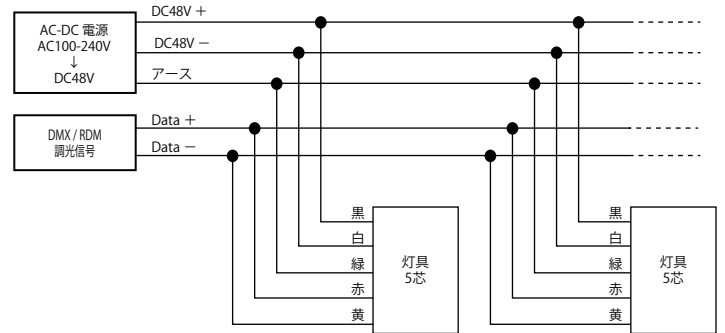 AC-DC 電源
AC100-240V
↓
DC48V
DC48V +
DC48V −
アース
DMX / RDM
調光信号
Data +
Data −
黒
白
緑
赤
黄
灯具
5芯
黒
白
緑
赤
黄
灯具
5芯